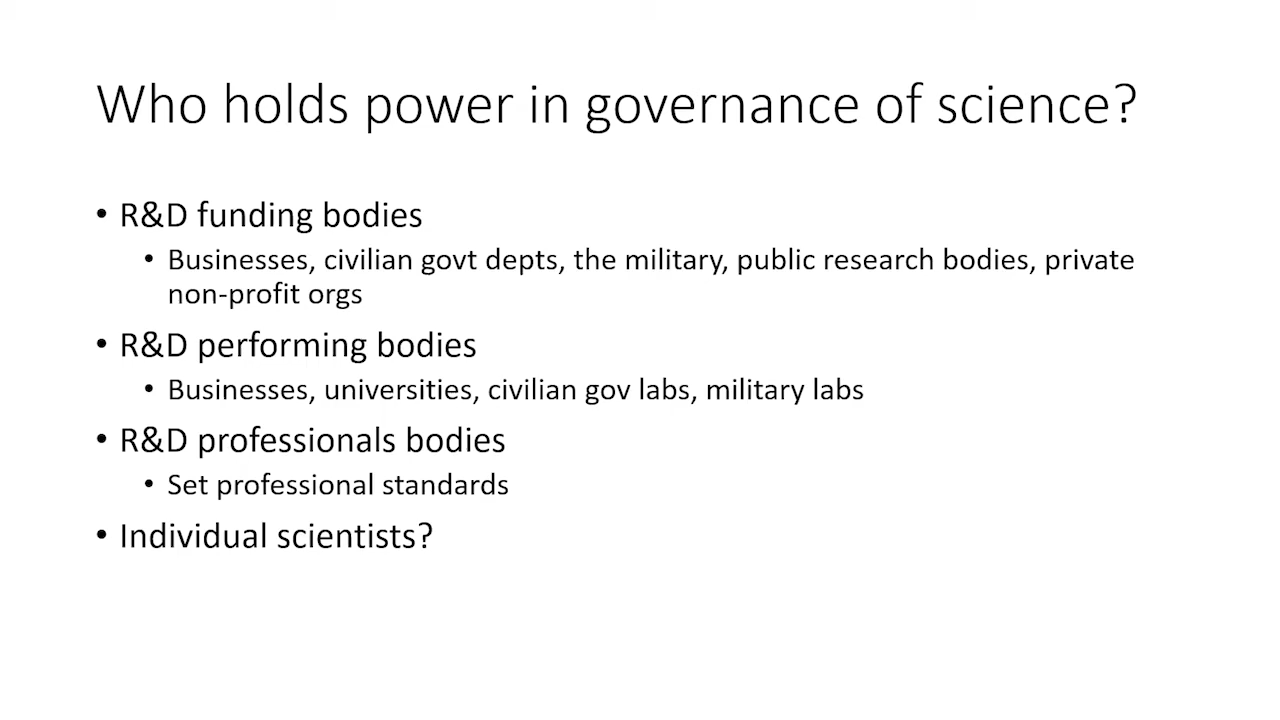 Who holds power in governance of science?
• R&D funding bodies
• Businesses, civilian govt depts, the military, public research bodies, private
non-profit orgs
• R&D performing bodies
• Businesses, universities, civilian gov labs, military labs
• R&D professionals bodies
• Set professional standards
• Individual scientists?